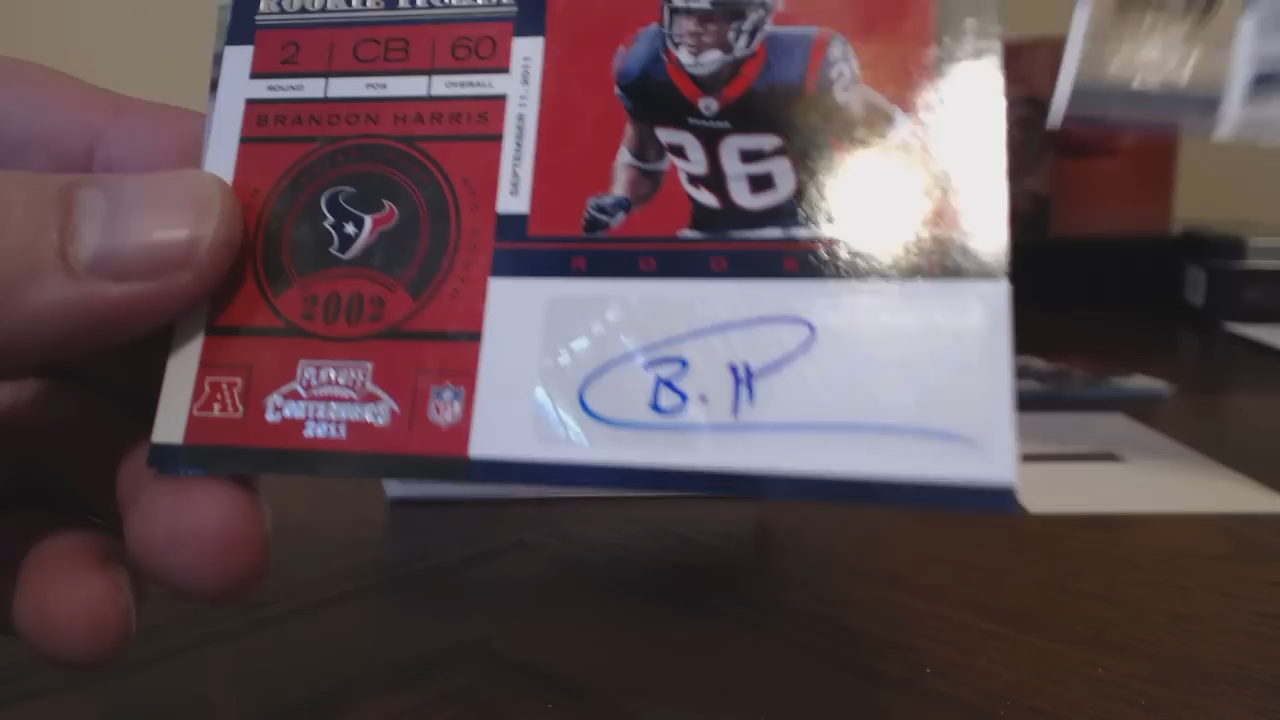 ROOKIE TICKET
2 CB 60
ROUND POS OVERALL
BRANDON HARRIS
SEPTEMBER 11, 2011
TEXANS
26
2002
ROOK
PLAYOFF
CONTENDERS
2011
A
NFL
B. H